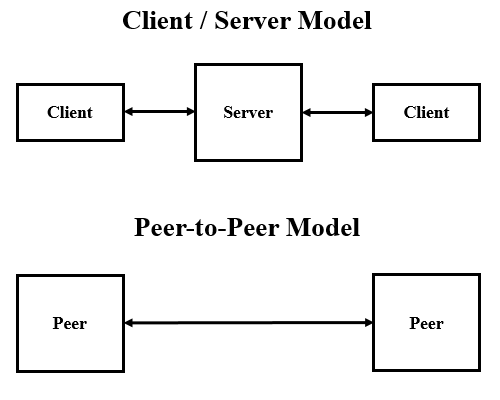 Client / Server Model
Client
Server
Client
Peer-to-Peer Model
Peer
Peer